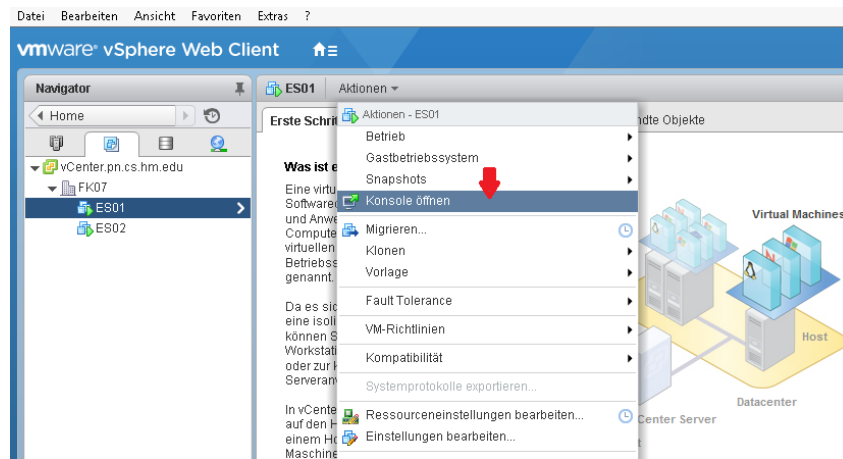 Datei Bearbeiten Ansicht Favoriten Extras ?
vmware® vSphere Web Client
Navigator
Home
vCenter.pn.cs.hm.edu
FK07
ES01
ES02
ES01 Aktionen
Erste Schrit
ndte Objekte
Aktionen - ES01
Betrieb
Gastbetriebssystem
Snapshots
Konsole öffnen
Migrieren...
Klonen
Vorlage
Fault Tolerance
VM-Richtlinien
Kompatibilität
Systemprotokolle exportieren...
Ressourceneinstellungen bearbeiten...
Einstellungen bearbeiten...
Was ist e
Eine virtu
Softwarec
und Anwe
Compute
virtuellen
Betriebss
genannt.
Da es sic
eine isoli
können S
Workstati
oder zur k
Serveranw
In vCente
auf den H
einem Ho
Maschine
Virtual Machines
Host
Datacenter
Center Server